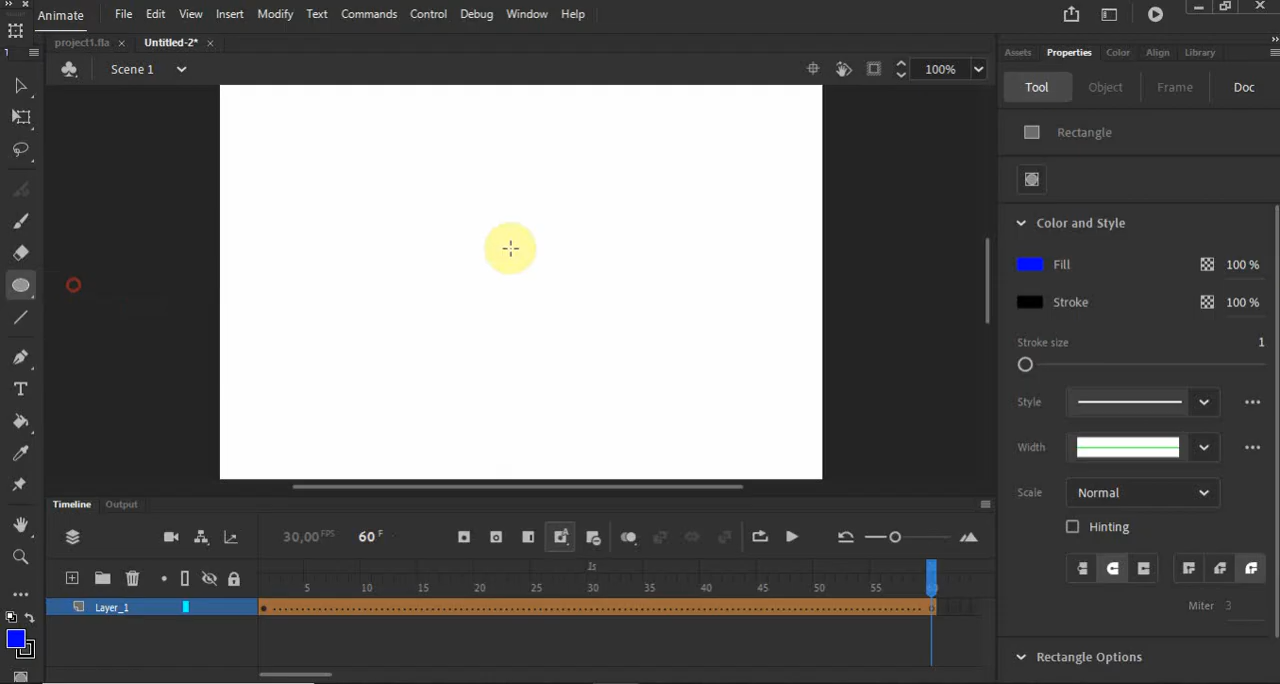 Animate File Edit View Insert Modify Text Commands Control Debug Window Help
project1.fla Untitled-2*
Scene 1 100%
Assets Properties Color Align Library
Tool Object Frame Doc
Rectangle
Color and Style
Fill 100 %
Stroke 100 %
Stroke size 1
Style
Width
Scale Normal
Hinting
Miter 3
Rectangle Options
Timeline Output
30,00 FPS 60 F
1s
5 10 15 20 25 30 35 40 45 50 55
Layer_1